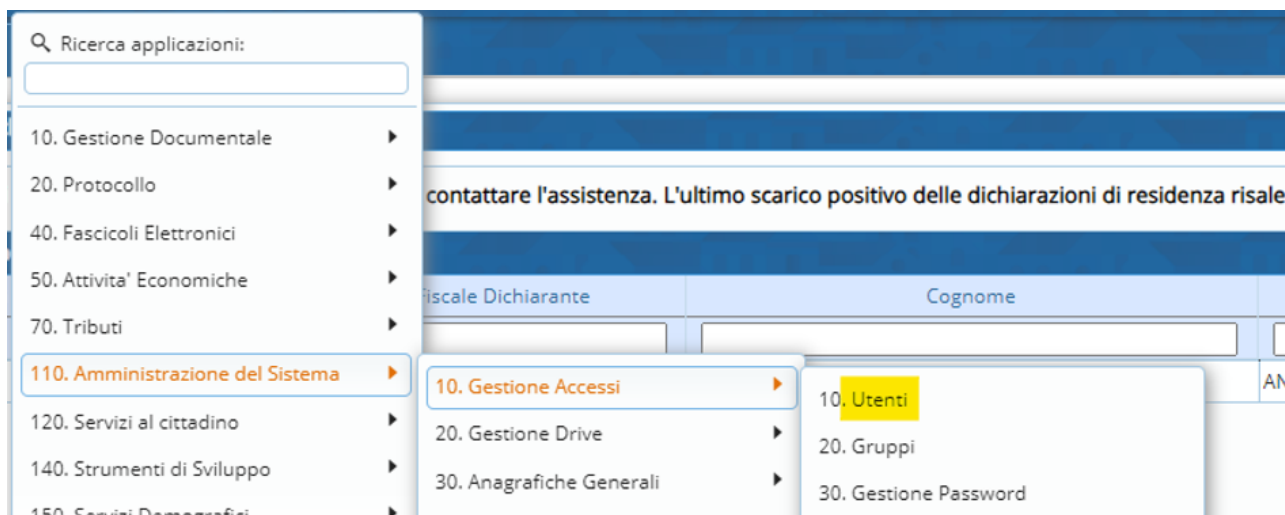 Ricerca applicazioni:
10. Gestione Documentale
20. Protocollo
40. Fascicoli Elettronici
50. Attivita' Economiche
70. Tributi
110. Amministrazione del Sistema
120. Servizi al cittadino
140. Strumenti di Sviluppo
150. Servizi Demografici
10. Gestione Accessi
20. Gestione Drive
30. Anagrafiche Generali
10. Utenti
20. Gruppi
30. Gestione Password
contattare l'assistenza. L'ultimo scarico positivo delle dichiarazioni di residenza risale
Fiscale Dichiarante
Cognome
AN